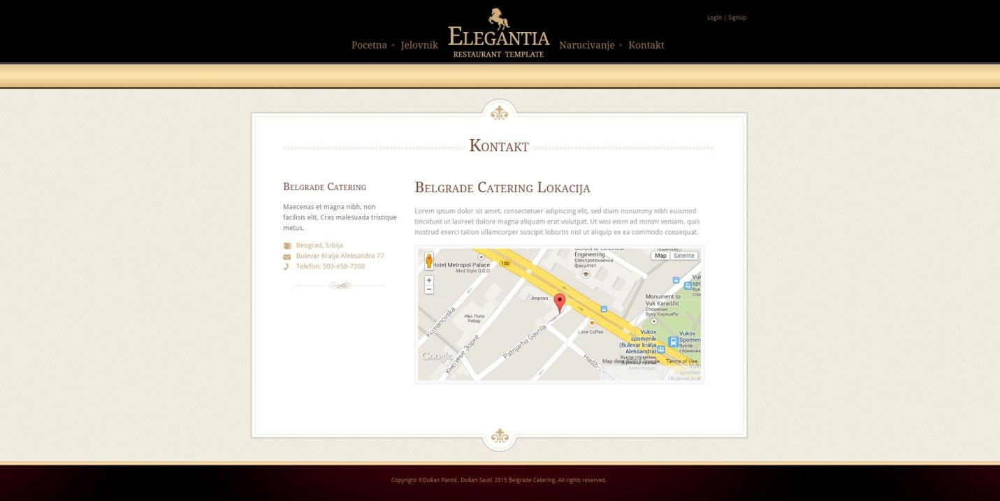 LogIn | SignUp
Pocetna
Jelovnik
ELEGANTIA
RESTAURANT TEMPLATE
Narucivanje
Kontakt
KONTAKT
BELGRADE CATERING
Maecenas et magna nibh, non
facilisis elit. Cras malesuada tristique
metus.
Beograd, Srbija
Bulevar Kralja Aleksandra 77
Telefon: 503-658-7300
BELGRADE CATERING LOKACIJA
Lorem ipsum dolor sit amet, consectetuer adipiscing elit, sed diam nonummy nibh euismod
tincidunt ut laoreet dolore magna aliquam erat volutpat. Ut wisi enim ad minim veniam, quis
nostrud exerci tation ullamcorper suscipit lobortis nisl ut aliquip ex ea commodo consequat.
School of Electrical
Engineering
Електротехнички
факултет
Map
Satellite
Hotel Metropol Palace
Mvd Style D.O.O
100
Jinpros
Monument to
Vuk Karadžić
Споменик
Вуку Караџићу
Иво Лола
Рибар
Kumanovska
Love Coffee
Patrijarha Gavrila
Кнегиње Зорке
Vukov
spomenik
(Bulevar kralja
Aleksandra)
Вуков споменик
Vukov
Spomen
Вуков
споменик
Google
Map data
Terms of Use
Copyright ©Dušan Pantić, Dušan Savić 2015 Belgrade Catering. All rights reserved.